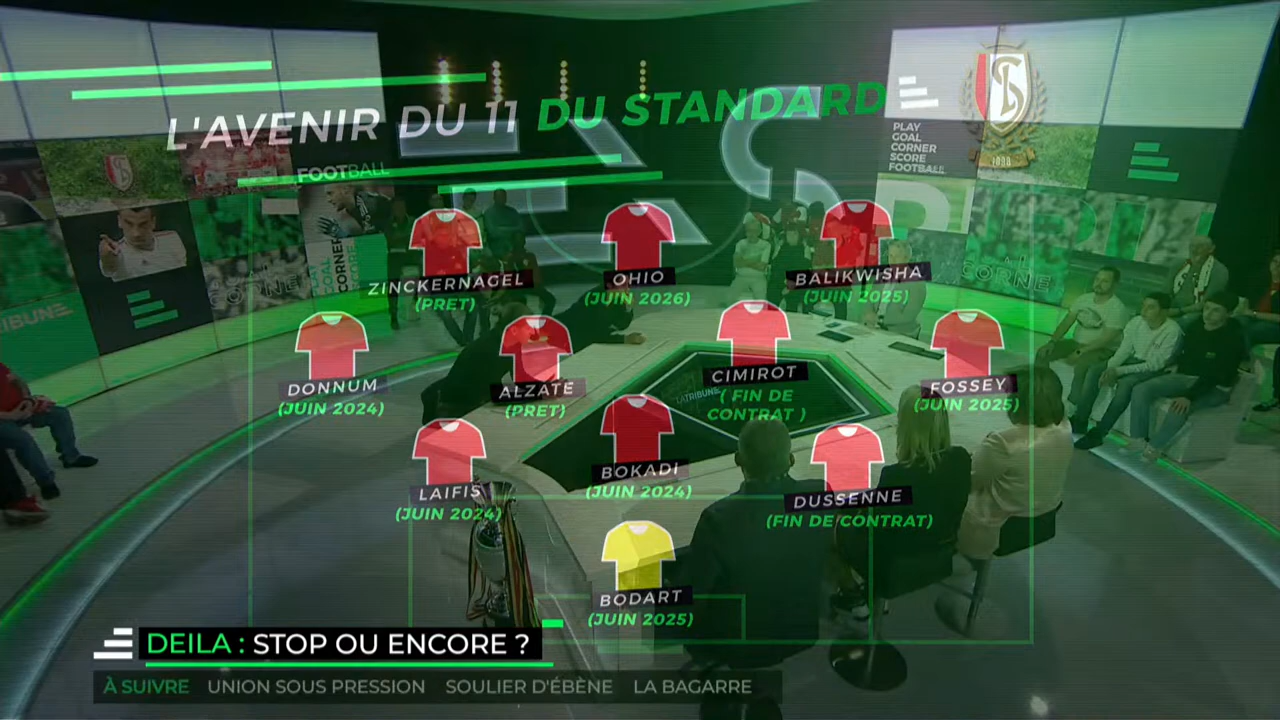 L'AVENIR DU 11 DU STANDARD
FOOTBALL
PLAY
GOAL
CORNER
SCORE
FOOTBALL
1898
ZINCKERNAGEL
(PRET)
OHIO
(JUIN 2026)
BALIKWISHA
(JUIN 2025)
DONNUM
(JUIN 2024)
ALZATE
(PRET)
CIMIROT
( FIN DE
CONTRAT )
FOSSEY
(JUIN 2025)
LATRIBUNE
LAIFIS
(JUIN 2024)
BOKADI
(JUIN 2024)
DUSSENNE
(FIN DE CONTRAT)
BODART
(JUIN 2025)
DEILA : STOP OU ENCORE ?
À SUIVRE UNION SOUS PRESSION SOULIER D'ÉBÈNE LA BAGARRE